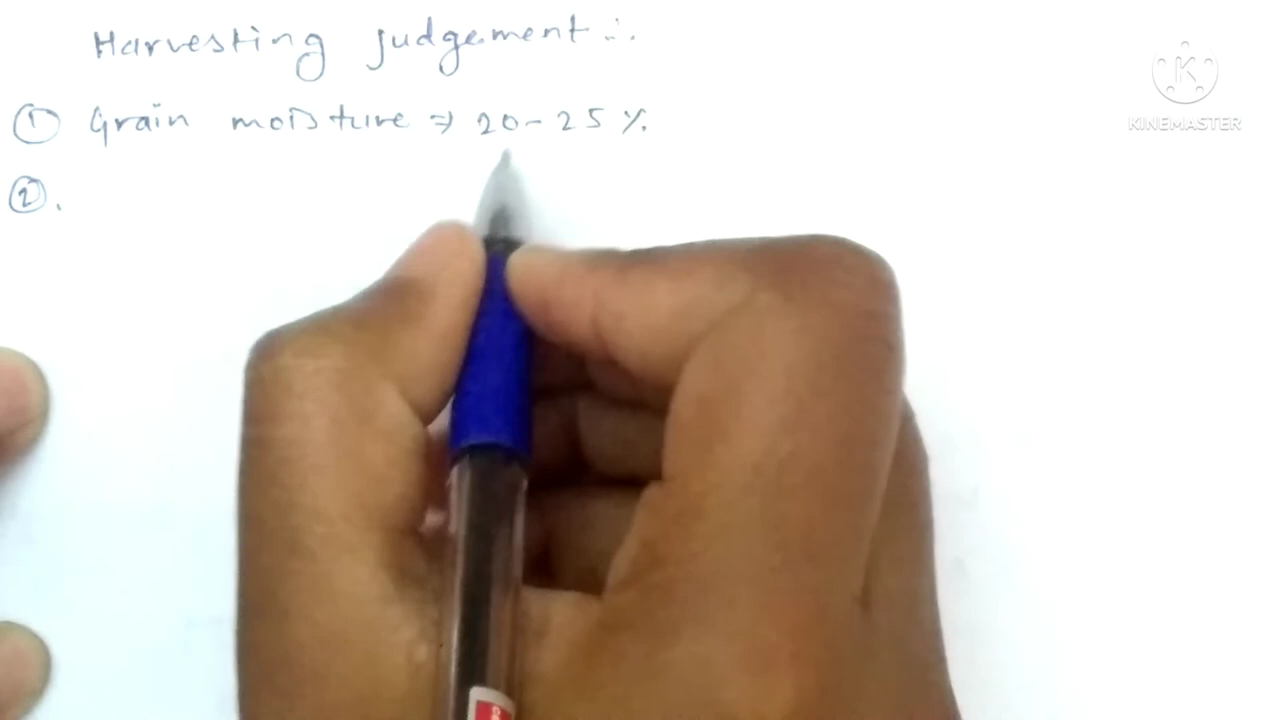 Harvesting judgement :.
① Grain moisture ⇒ 20-25%.
②.
K
KINEMASTER